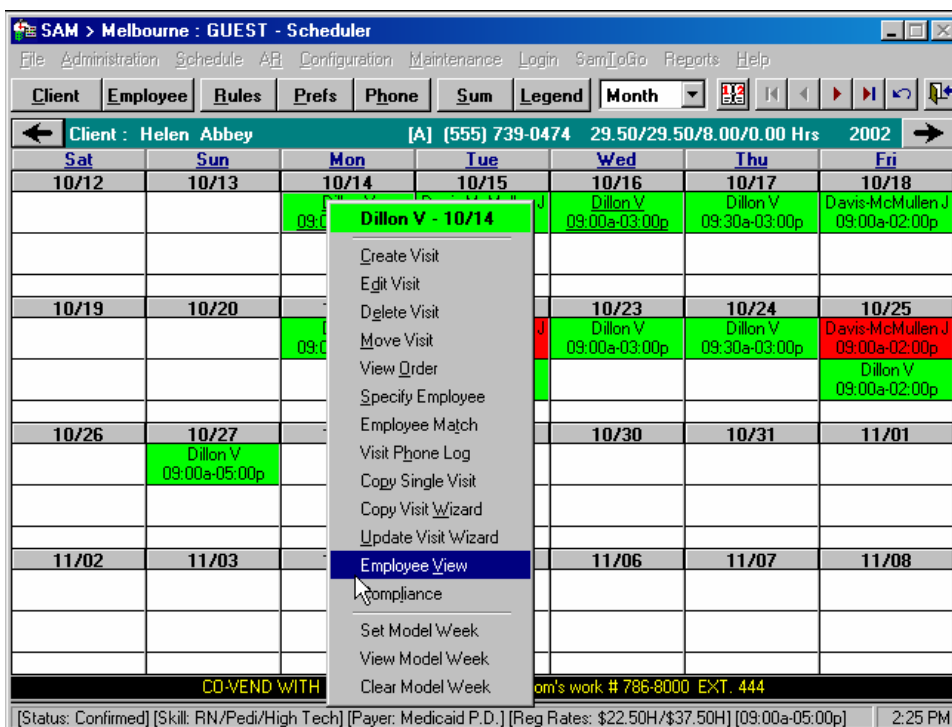 SAM > Melbourne : GUEST - Scheduler
File Administration Schedule AR Configuration Maintenance Login SamToGo Reports Help
Client Employee Rules Prefs Phone Sum Legend Month
Client : Helen Abbey [A] (555) 739-0474 29.50/29.50/8.00/0.00 Hrs 2002
Sat Sun Mon Tue Wed Thu Fri
10/12 10/13 10/14 10/15 10/16 10/17 10/18
Dillon V Dillon V Davis-McMullen J
09:00a-03:00p 09:30a-03:00p 09:00a-02:00p
Dillon V - 10/14
Create Visit
Edit Visit
Delete Visit
Move Visit
View Order
Specify Employee
Employee Match
Visit Phone Log
Copy Single Visit
Copy Visit Wizard
Update Visit Wizard
Employee View
Compliance
Set Model Week
View Model Week
Clear Model Week
10/19 10/20 10/23 10/24 10/25
Dillon V Dillon V Davis-McMullen J
09:00a-03:00p 09:30a-03:00p 09:00a-02:00p
Dillon V
09:00a-02:00p
10/26 10/27 10/30 10/31 11/01
Dillon V
09:00a-05:00p
11/02 11/03 11/06 11/07 11/08
CO-VEND WITH om's work # 786-8000 EXT. 444
[Status: Confirmed] [Skill: RN/Pedi/High Tech] [Payer: Medicaid P.D.] [Reg Rates: $22.50H/$37.50H] [09:00a-05:00p] 2:25 PM